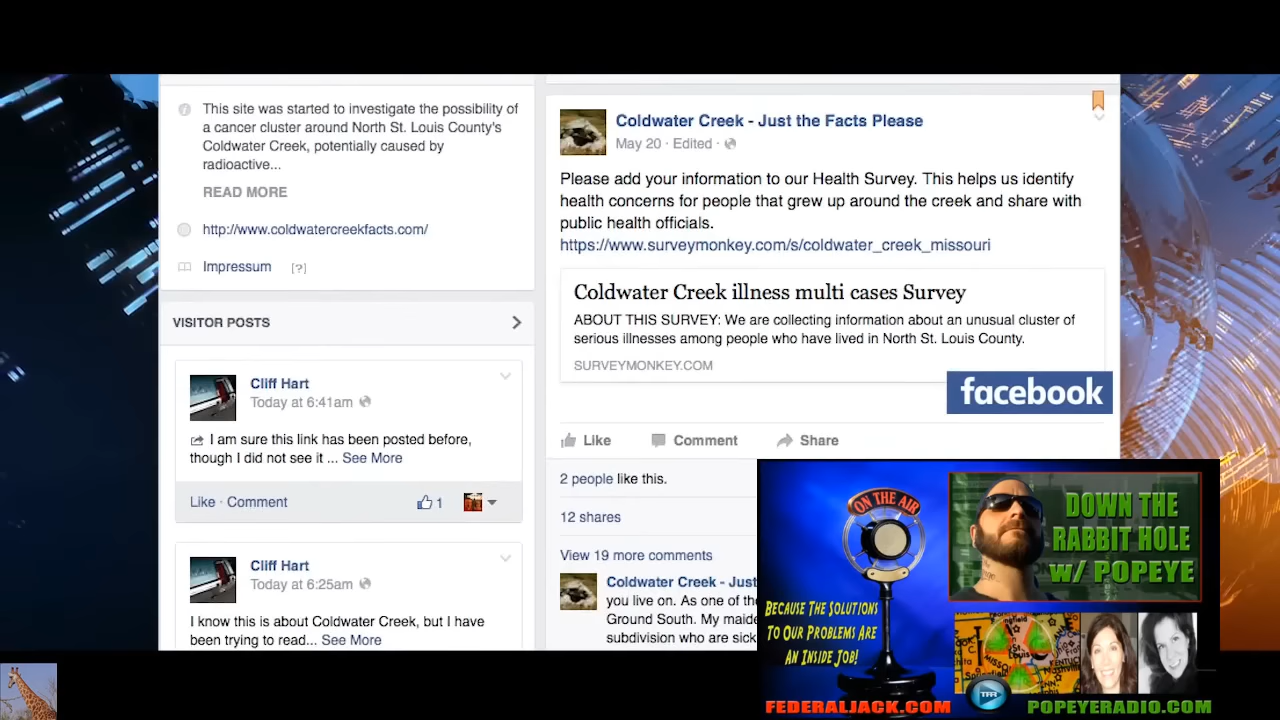 This site was started to investigate the possibility of
a cancer cluster around North St. Louis County's
Coldwater Creek, potentially caused by
radioactive...
READ MORE
http://www.coldwatercreekfacts.com/
Impressum [?]
VISITOR POSTS
Cliff Hart
Today at 6:41am
I am sure this link has been posted before,
though I did not see it ... See More
Like · Comment 1
Cliff Hart
Today at 6:25am
I know this is about Coldwater Creek, but I have
been trying to read... See More
Coldwater Creek - Just the Facts Please
May 20 · Edited ·
Please add your information to our Health Survey. This helps us identify
health concerns for people that grew up around the creek and share with
public health officials.
https://www.surveymonkey.com/s/coldwater_creek_missouri
Coldwater Creek illness multi cases Survey
ABOUT THIS SURVEY: We are collecting information about an unusual cluster of
serious illnesses among people who have lived in North St. Louis County.
SURVEYMONKEY.COM
facebook
Like Comment Share
2 people like this.
12 shares
View 19 more comments
Coldwater Creek - Just
you live on. As one of the
Ground South. My maide
subdivision who are sick
ON THE AIR
BECAUSE THE SOLUTIONS
TO OUR PROBLEMS ARE
AN INSIDE JOB!
FEDERALJACK.COM
DOWN THE
RABBIT HOLE
W/ POPEYE
St. Louis
TFR
POPEYERADIO.COM